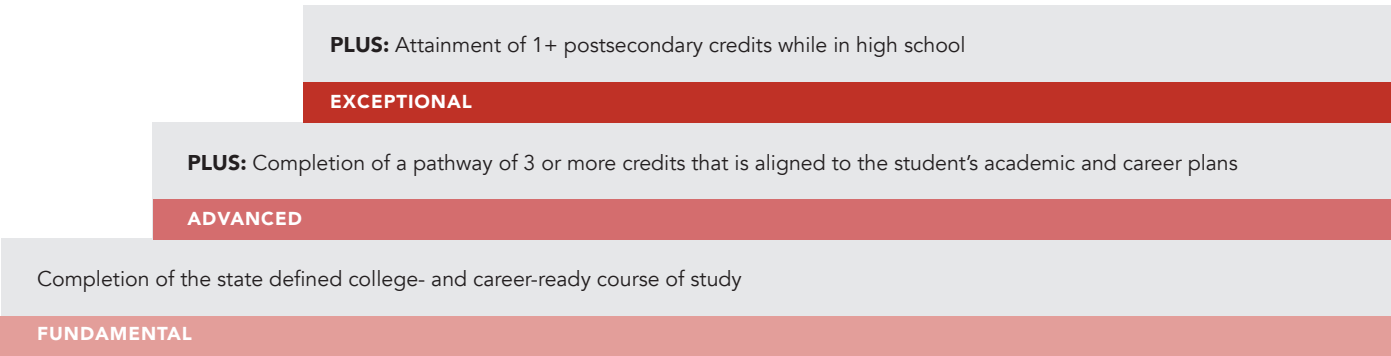 PLUS: Attainment of 1+ postsecondary credits while in high school
EXCEPTIONAL
PLUS: Completion of a pathway of 3 or more credits that is aligned to the student’s academic and career plans
ADVANCED
Completion of the state defined college- and career-ready course of study
FUNDAMENTAL